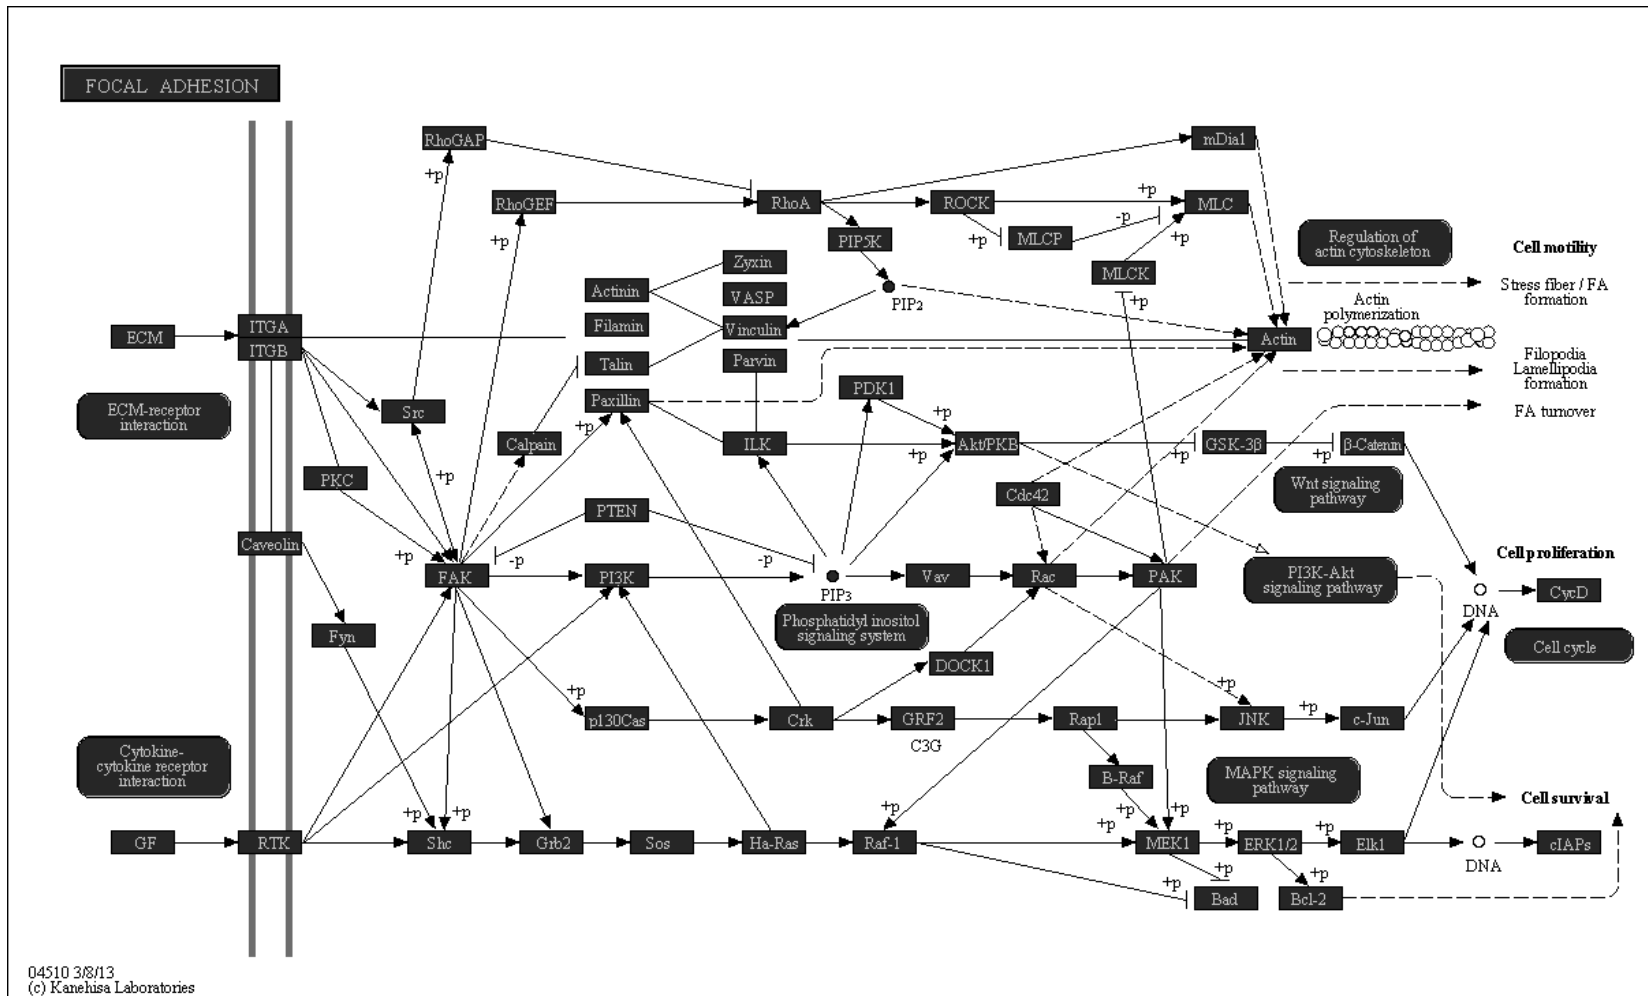 FOCAL ADHESION
RhoGAP
mDia1
+p
RhoGEF
RhoA
ROCK
+p
MLC
-p
+p
PIP5K
+p
MLCP
+p
Regulation of
actin cytoskeleton
Cell motility
Zyxin
MLCK
Actinin
VASP
PIP2
+p
Stress fiber / FA
formation
Actin
polymerization
ECM
ITGA
ITGB
Filamin
Vinculin
Actin
Talin
Parvin
Filopodia
Lamellipodia
formation
ECM-receptor
interaction
Src
Paxillin
PDK1
FA turnover
+p
+p
Calpain
ILK
Akt/PKB
GSK-3β
β-Catenin
+p
+p
+p
PKC
+p
Cdc42
Wnt signaling
pathway
PTEN
Caveolin
+p
-p
-p
Cell proliferation
FAK
PI3K
PIP3
Vav
Rac
PAK
PI3K-Akt
signaling pathway
DNA
CycD
Fyn
Phosphatidyl inositol
signaling system
Cell cycle
DOCK1
+p
+p
p130Cas
Crk
GRF2
C3G
Rap1
JNK
+p
c-Jun
Cytokine-
cytokine receptor
interaction
B-Raf
MAPK signaling
pathway
Cell survival
+p
+p
+p
+p
+p
+p
+p
+p
GF
RTK
Shc
Grb2
Sos
Ha-Ras
Raf-1
MEK1
ERK1/2
Elk1
DNA
cIAPs
+p
+p
+p
Bad
Bcl-2
04510 3/8/13
(c) Kanehisa Laboratories